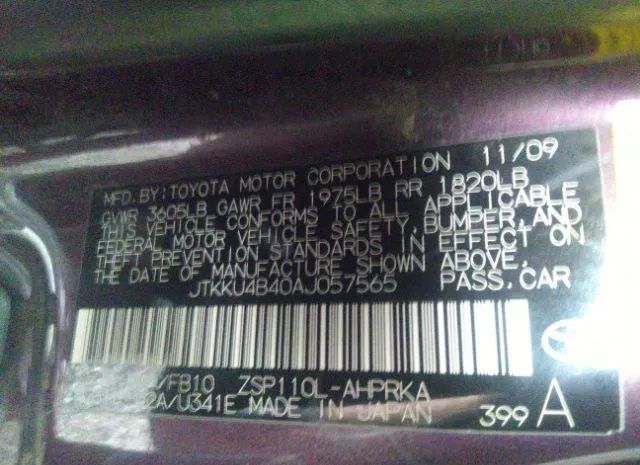 MFD.BY:TOYOTA MOTOR CORPORATION 11/09
GVWR 3605LB GAWR FR 1975LB RR 1820LB
THIS VEHICLE CONFORMS TO ALL APPLICABLE
FEDERAL MOTOR VEHICLE SAFETY, BUMPER, AND
THEFT PREVENTION STANDARDS IN EFFECT ON
THE DATE OF MANUFACTURE SHOWN ABOVE.
JTKKU4B40AJ057565 PASS.CAR
/FB10 ZSP110L-AHPRKA
2A/U341E MADE IN JAPAN 399 A